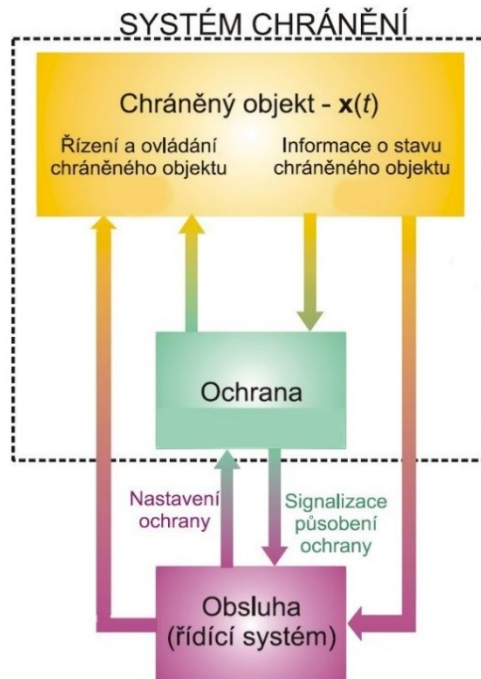 SYSTÉM CHRÁNĚNÍ
Chráněný objekt - x(t)
Řízení a ovládání
chráněného objektu
Informace o stavu
chráněného objektu
Ochrana
Nastavení
ochrany
Signalizace
působení
ochrany
Obsluha
(řídící systém)